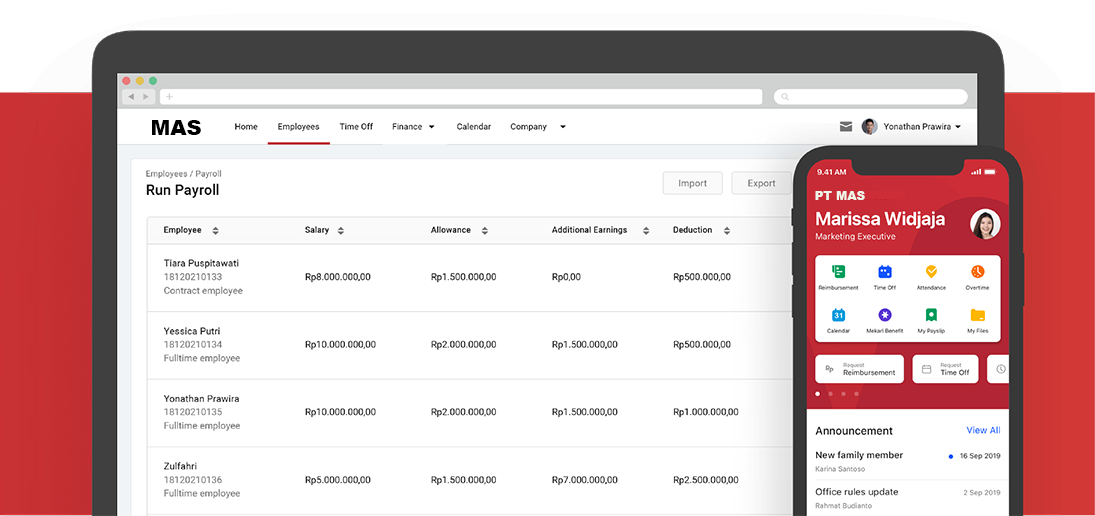 MAS
Home
Employees
Time Off
Finance
Calendar
Company
Yonathan Prawira
Employees / Payroll
Run Payroll
Import
Export
Employee
Salary
Allowance
Additional Earnings
Deduction
Tiara Puspitawati
18120210133
Contract employee
Rp8.000.000,00
Rp1.500.000,00
Rp0,00
Rp500.000,00
Yessica Putri
18120210134
Fulltime employee
Rp10.000.000,00
Rp2.000.000,00
Rp1.500.000,00
Rp500.000,00
Yonathan Prawira
18120210135
Fulltime employee
Rp10.000.000,00
Rp2.000.000,00
Rp1.500.000,00
Rp1.000.000,00
Zulfahri
18120210136
Fulltime employee
Rp5.000.000,00
Rp1.500.000,00
Rp7.000.000,00
Rp2.500.000,00
9.41 AM
PT MAS
Marissa Widjaja
Marketing Executive
Reimbursement
Time Off
Attendance
Overtime
31
Calendar
Mekari Benefit
My Payslip
My Files
Rp
Request
Reimbursement
Request
Time Off
Announcement
View All
New family member
16 Sep 2019
Karina Santoso
Office rules update
2 Sep 2019
Rahmat Budianto